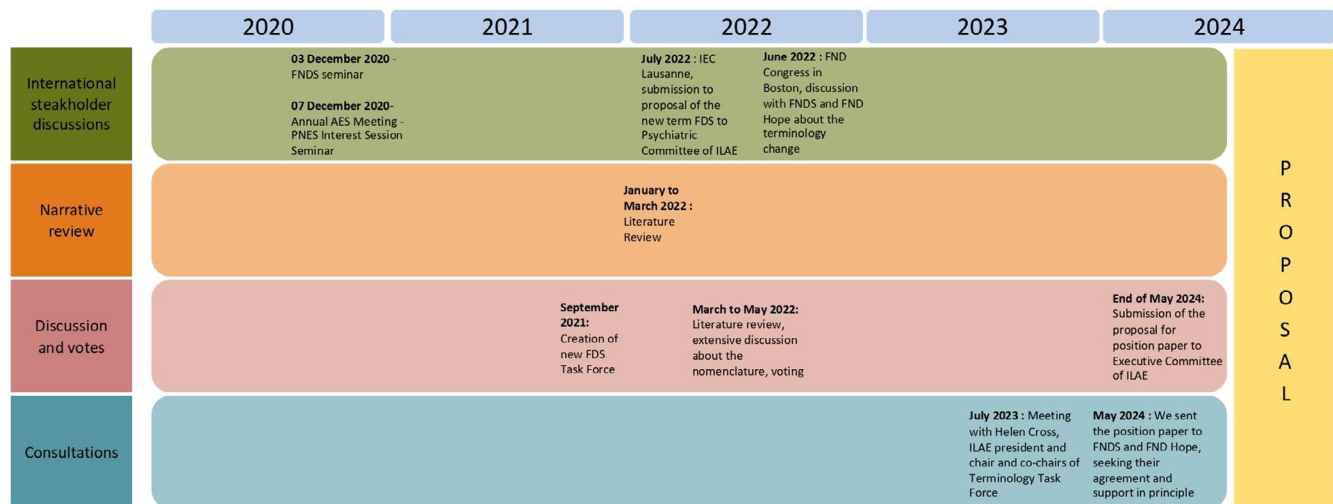 2020
2021
2022
2023
2024
International
steakholder
discussions
03 December 2020 -
FNDS seminar
07 December 2020-
Annual AES Meeting -
PNES Interest Session
Seminar
July 2022 : IEC
Lausanne,
submission to
proposal of the
new term FDS to
Psychiatric
Committee of ILAE
June 2022 : FND
Congress in
Boston, discussion
with FNDS and FND
Hope about the
terminology
change
Narrative
review
January to
March 2022 :
Literature
Review
Discussion
and votes
September
2021:
Creation of
new FDS
Task Force
March to May 2022:
Literature review,
extensive discussion
about the
nomenclature, voting
End of May 2024:
Submission of the
proposal for
position paper to
Executive Committee
of ILAE
Consultations
July 2023 : Meeting
with Helen Cross,
ILAE president and
chair and co-chairs of
Terminology Task
Force
May 2024 : We sent
the position paper to
FNDS and FND Hope,
seeking their
agreement and
support in principle
P
R
O
P
O
S
A
L